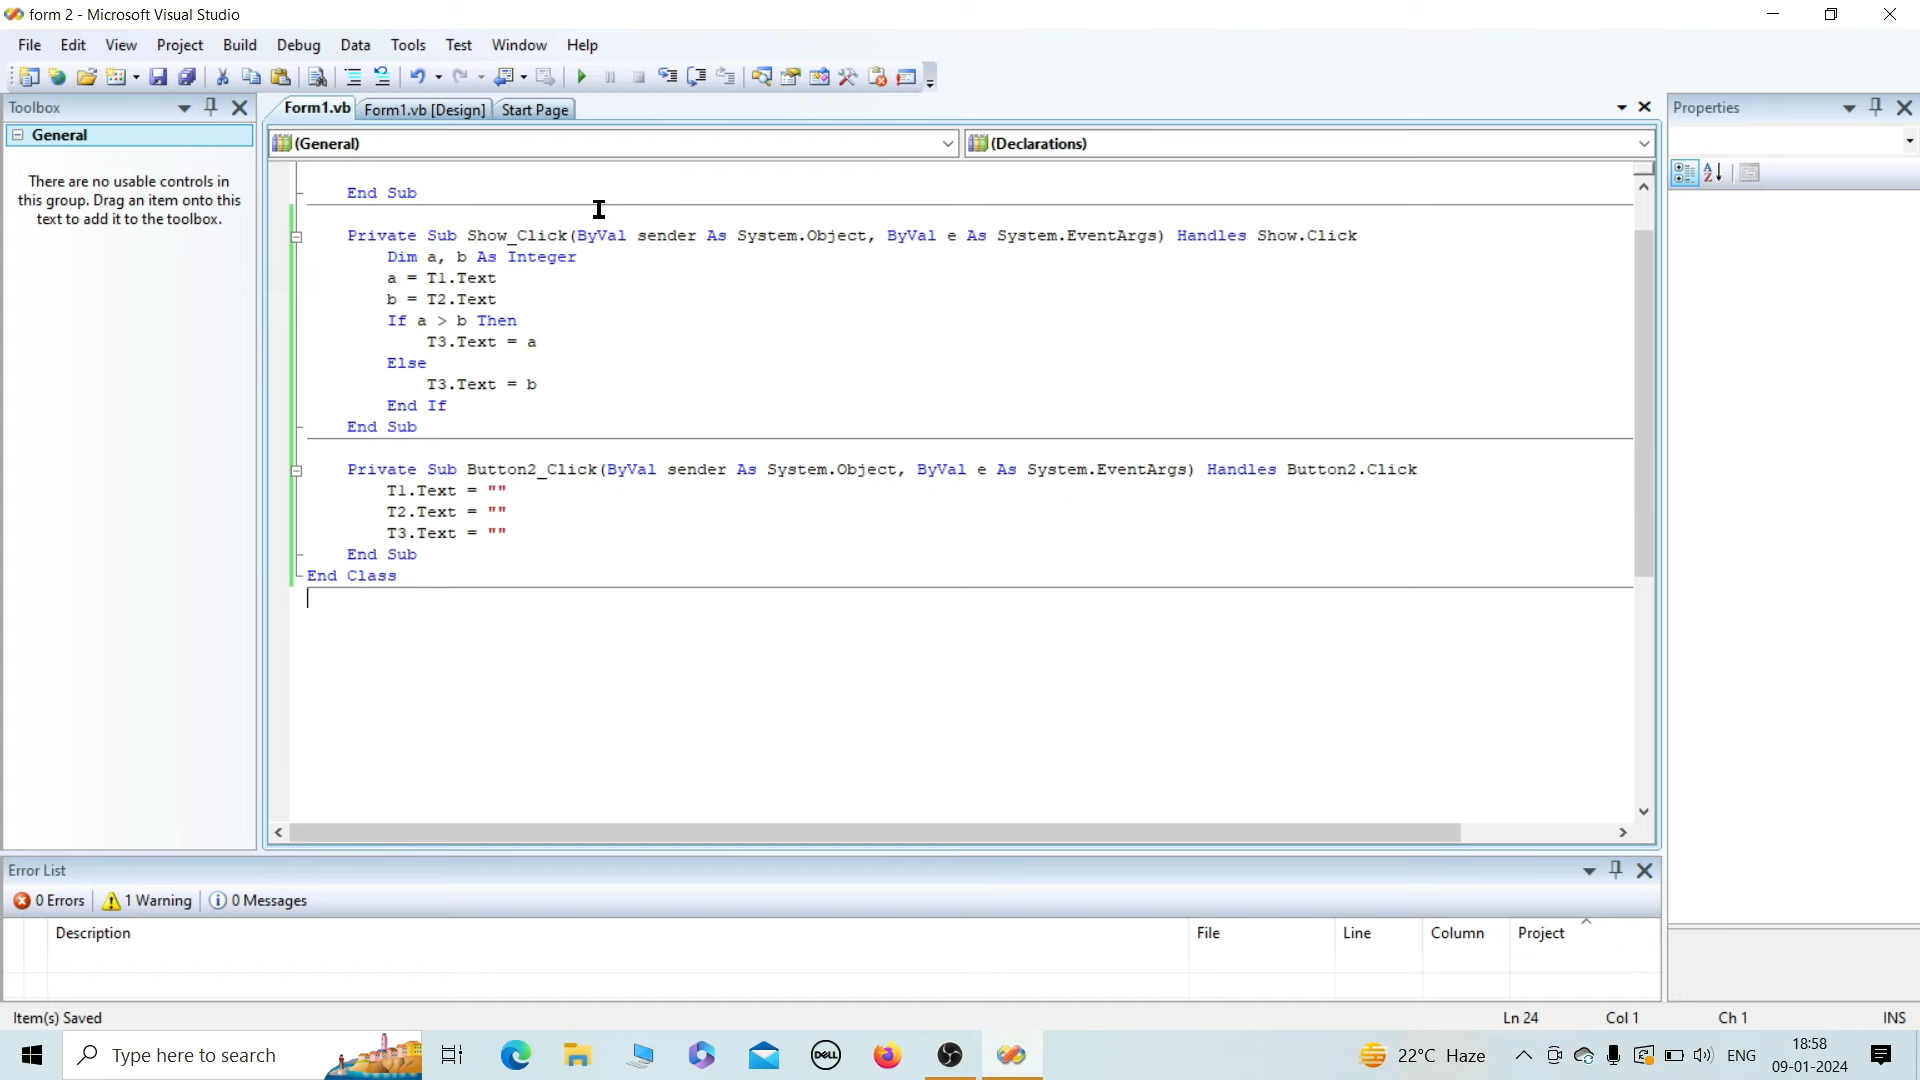 form 2 - Microsoft Visual Studio
File Edit View Project Build Debug Data Tools Test Window Help
Toolbox
Form1.vb Form1.vb [Design] Start Page
Properties
General
(General) (Declarations)
There are no usable controls in
this group. Drag an item onto this
text to add it to the toolbox.
End Sub
Private Sub Show_Click(ByVal sender As System.Object, ByVal e As System.EventArgs) Handles Show.Click
Dim a, b As Integer
a = T1.Text
b = T2.Text
If a > b Then
T3.Text = a
Else
T3.Text = b
End If
End Sub
Private Sub Button2_Click(ByVal sender As System.Object, ByVal e As System.EventArgs) Handles Button2.Click
T1.Text = ""
T2.Text = ""
T3.Text = ""
End Sub
End Class
Error List
0 Errors 1 Warning 0 Messages
Description File Line Column Project
Item(s) Saved Ln 24 Col 1 Ch 1 INS
Type here to search
DELL
22°C Haze
ENG
18:58
09-01-2024